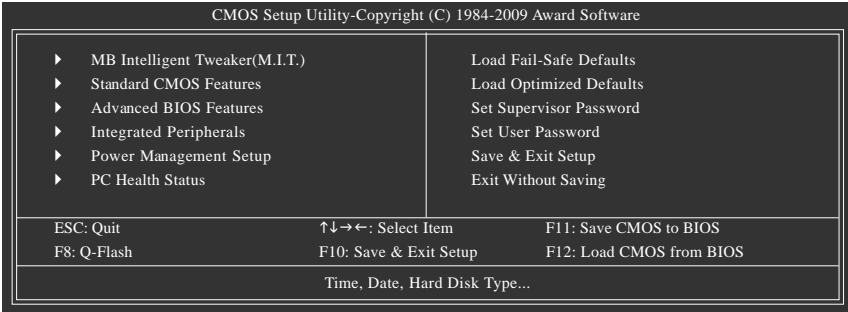 CMOS Setup Utility-Copyright (C) 1984-2009 Award Software
MB Intelligent Tweaker(M.I.T.)
Standard CMOS Features
Advanced BIOS Features
Integrated Peripherals
Power Management Setup
PC Health Status
Load Fail-Safe Defaults
Load Optimized Defaults
Set Supervisor Password
Set User Password
Save & Exit Setup
Exit Without Saving
ESC: Quit ↑↓→←: Select Item F11: Save CMOS to BIOS
F8: Q-Flash F10: Save & Exit Setup F12: Load CMOS from BIOS
Time, Date, Hard Disk Type...